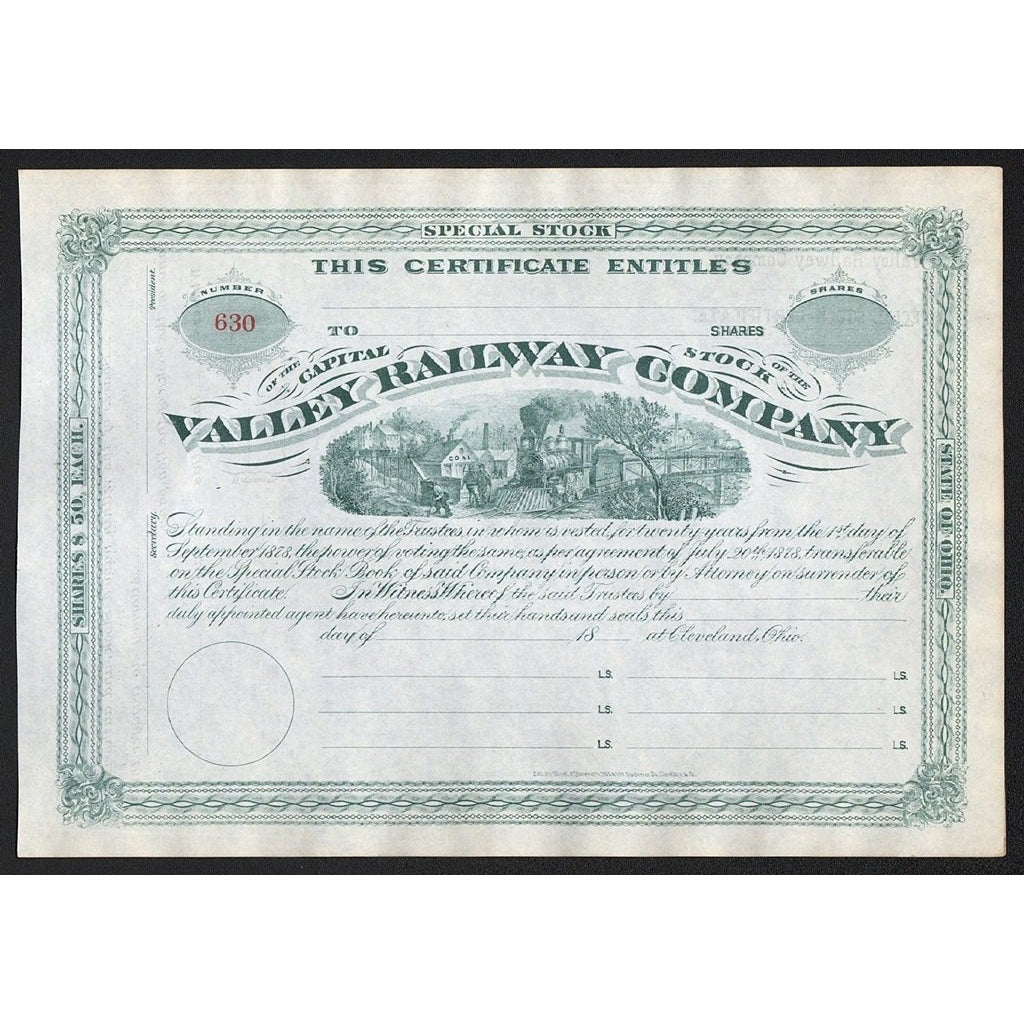 SPECIAL STOCK
THIS CERTIFICATE ENTITLES
NUMBER
630
SHARES
TO SHARES
OF THE CAPITAL STOCK OF THE
VALLEY RAILWAY COMPANY
COAL
Standing in the name of the Trustees in whom is vested, for twenty years from the 1st day of
September 1878, the power of voting the same, as per agreement of July 20th 1878, transferable
on the Special Stock Book of said Company in person or by Attorney on surrender of
this Certificate. In Witness Whereof the said Trustees by their
duly appointed agent have hereunto set their hands and seals this
day of 18 at Cleveland, Ohio.
L.S. L.S.
L.S. L.S.
L.S. L.S.
President.
Secretary.
SHARES $50. EACH.
STATE OF OHIO.